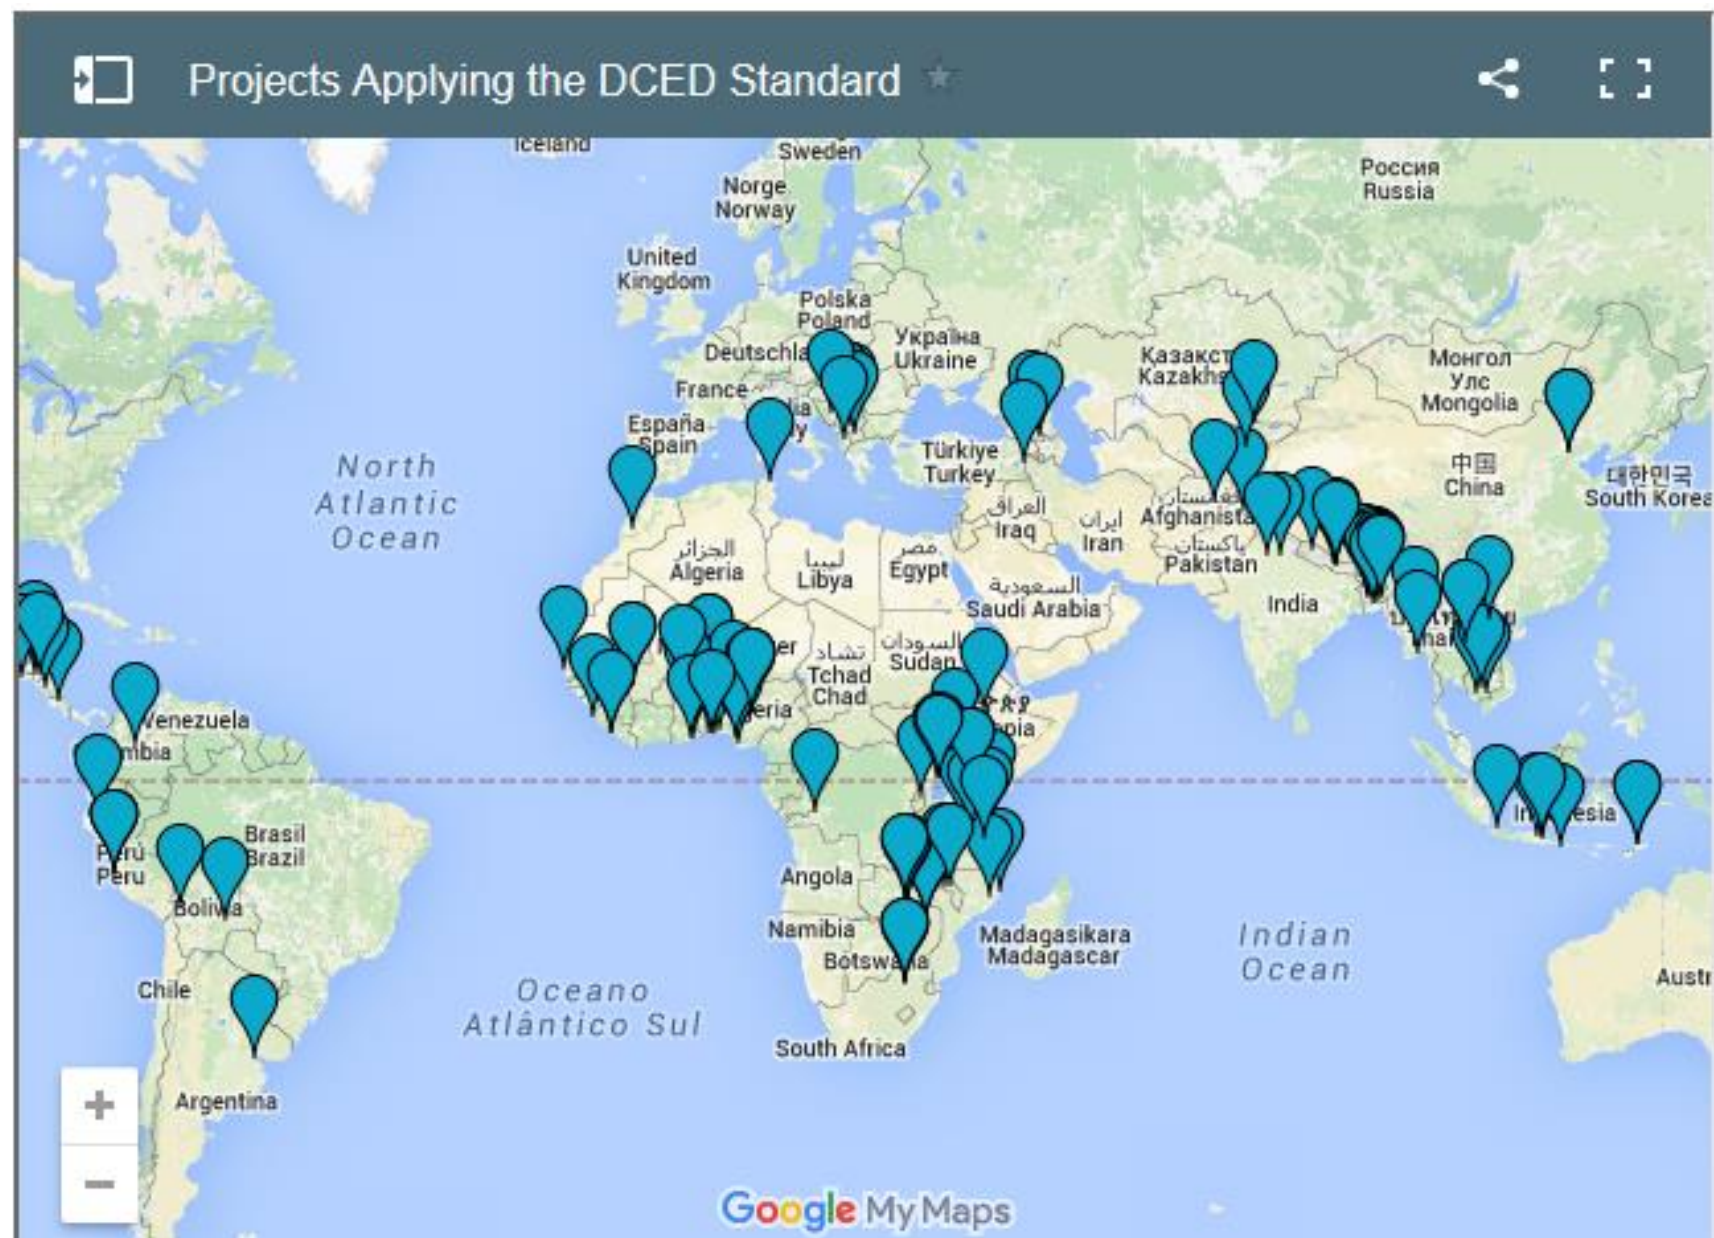 Projects Applying the DCED Standard
Iceland
Sweden
Norge
Norway
Россия
Russia
United
Kingdom
Polska
Poland
Україна
Ukraine
Deutschla
France
España
Spain
Türkiye
Turkey
Казакст
Kazakhs
Монгол
Улс
Mongolia
中国
China
대한민국
South Korea
North
Atlantic
Ocean
الجزائر
Algeria
ليبيا
Libya
مصر
Egypt
العراق
Iraq
ایران
Iran
Afghanista
پاکستان
Pakistan
السعودية
Saudi Arabia
India
تشاد
Tchad
Chad
السودان
Sudan
Venezuela
mbia
Brasil
Brazil
Perú
Peru
Bolivia
Chile
Argentina
Angola
Namibia
Botswana
South Africa
Madagasikara
Madagascar
Oceano
Atlântico Sul
Indian
Ocean
Austr
+
−
Google My Maps